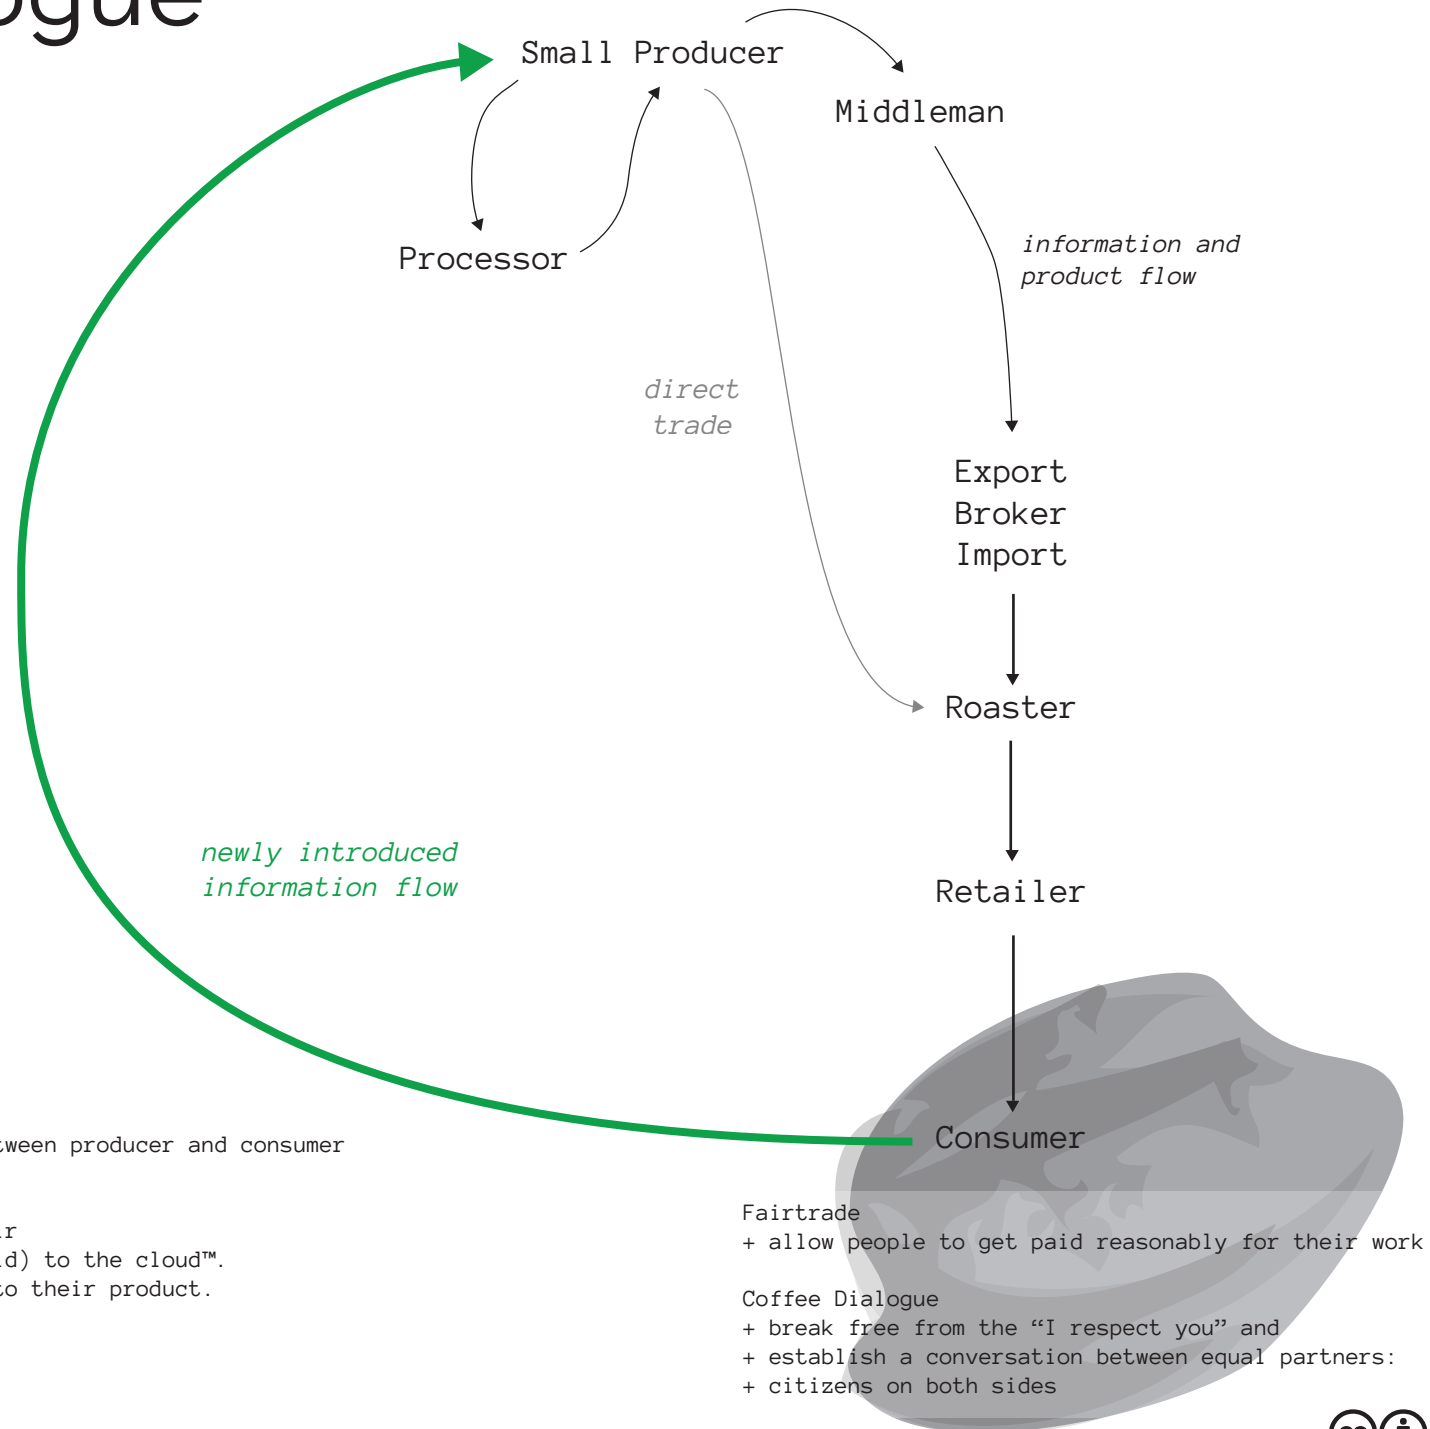 ogue
Small Producer
Middleman
Processor
information and
product flow
direct
trade
Export
Broker
Import
Roaster
newly introduced
information flow
Retailer
Consumer
tween producer and consumer
ir
ld) to the cloud™.
to their product.
Fairtrade
+ allow people to get paid reasonably for their work
Coffee Dialogue
+ break free from the “I respect you” and
+ establish a conversation between equal partners:
+ citizens on both sides